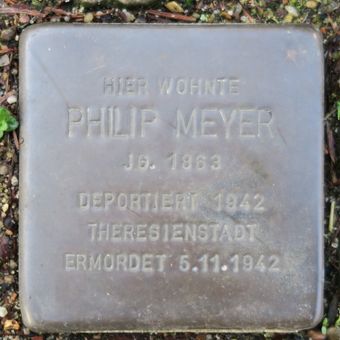 HIER WOHNTE
PHILIP MEYER
JG. 1863
DEPORTIERT 1942
THERESIENSTADT
ERMORDET 5.11.1942